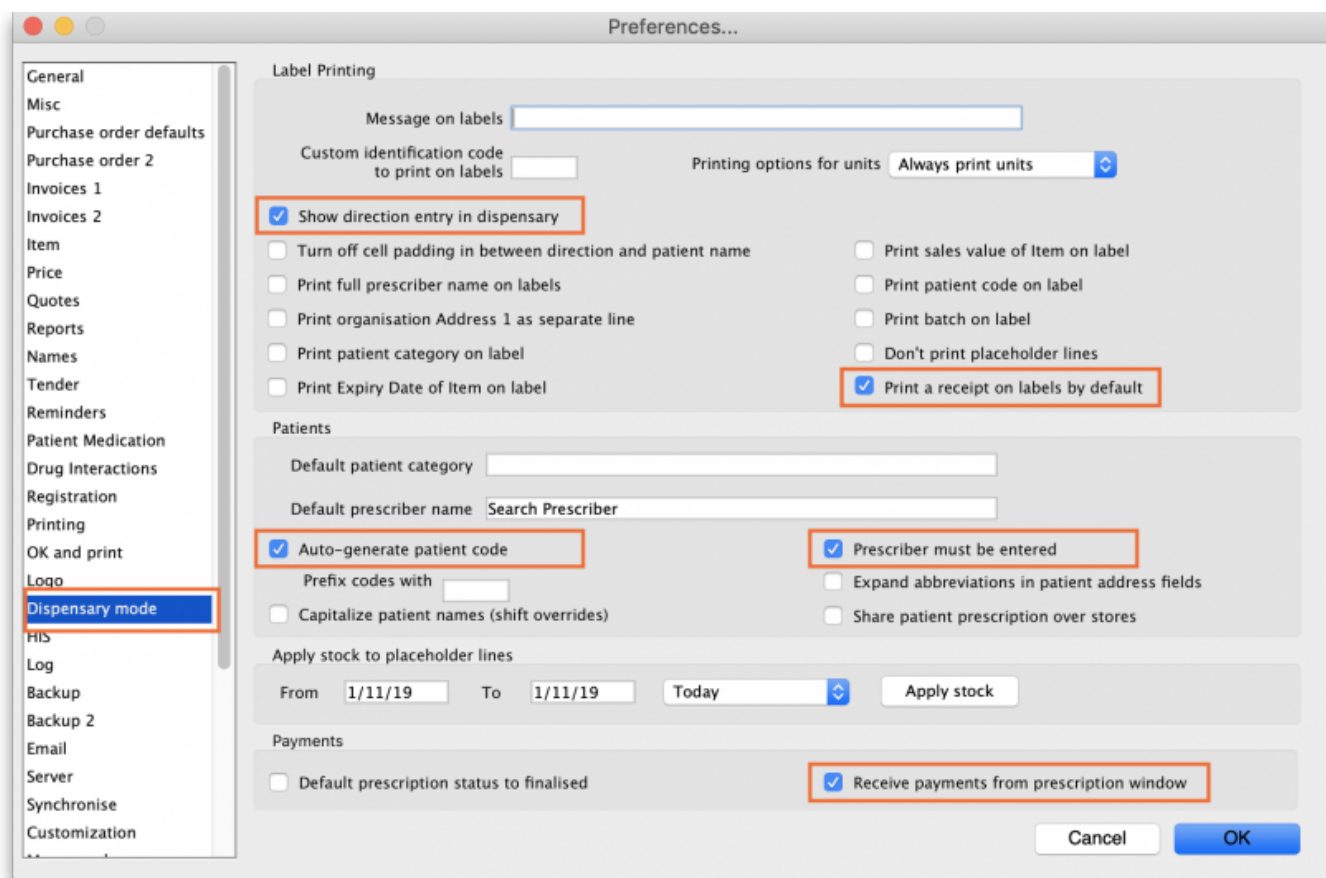 Preferences...
General
Misc
Purchase order defaults
Purchase order 2
Invoices 1
Invoices 2
Item
Price
Quotes
Reports
Names
Tender
Reminders
Patient Medication
Drug Interactions
Registration
Printing
OK and print
Logo
Dispensary mode
HIS
Log
Backup
Backup 2
Email
Server
Synchronise
Customization
Label Printing
Message on labels
Custom identification code
to print on labels
Printing options for units Always print units
Show direction entry in dispensary
Turn off cell padding in between direction and patient name
Print sales value of Item on label
Print full prescriber name on labels
Print patient code on label
Print organisation Address 1 as separate line
Print batch on label
Print patient category on label
Don't print placeholder lines
Print Expiry Date of Item on label
Print a receipt on labels by default
Patients
Default patient category
Default prescriber name Search Prescriber
Auto-generate patient code
Prescriber must be entered
Prefix codes with
Expand abbreviations in patient address fields
Capitalize patient names (shift overrides)
Share patient prescription over stores
Apply stock to placeholder lines
From 1/11/19 To 1/11/19 Today Apply stock
Payments
Default prescription status to finalised
Receive payments from prescription window
Cancel OK